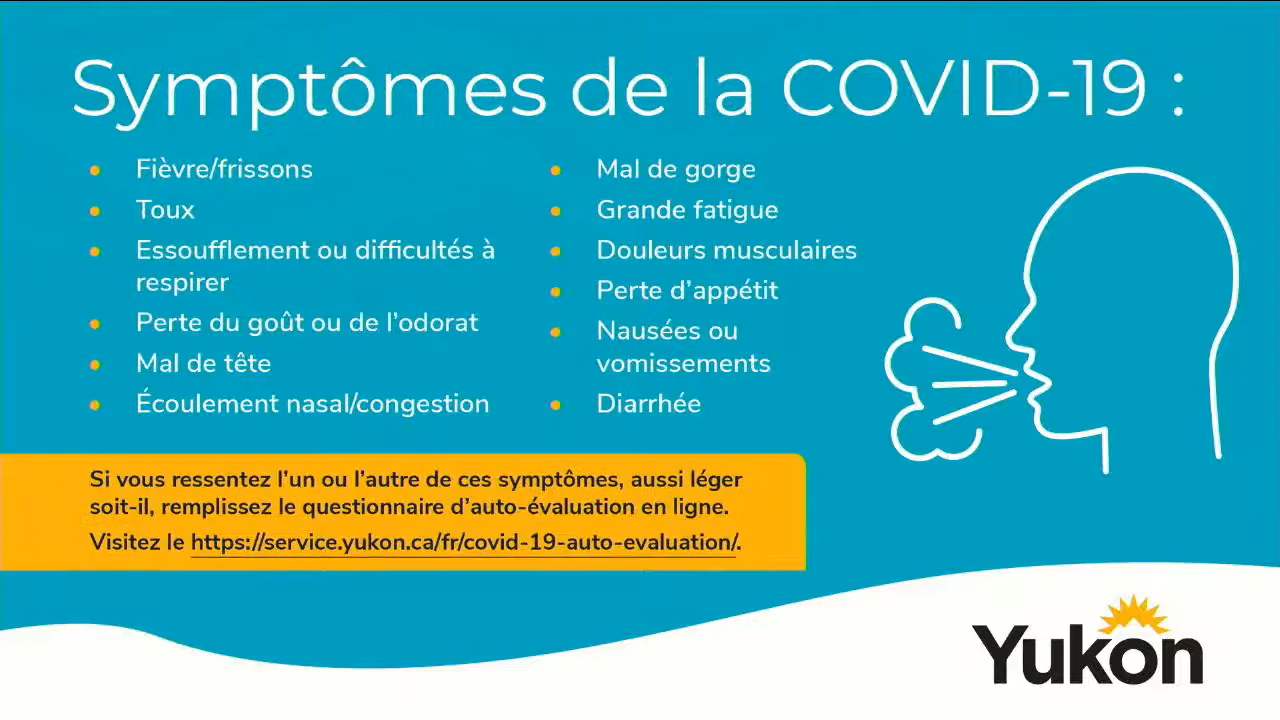 Symptômes de la COVID-19 :
Fièvre/frissons
Toux
Essoufflement ou difficultés à
respirer
Perte du goût ou de l'odorat
Mal de tête
Écoulement nasal/congestion
Mal de gorge
Grande fatigue
Douleurs musculaires
Perte d'appétit
Nausées ou
vomissements
Diarrhée
Si vous ressentez l'un ou l'autre de ces symptômes, aussi léger
soit-il, remplissez le questionnaire d'auto-évaluation en ligne.
Visitez le https://service.yukon.ca/fr/covid-19-auto-evaluation/.
Yukon